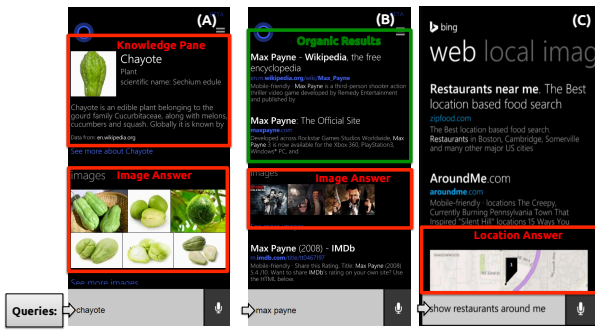 (A)
Knowledge Pane
Chayote
Plant
scientific name: Sechium edule
Chayote is an edible plant belonging to the
gourd family Cucurbitaceae, along with melons,
cucumbers and squash. Globally it is known by
Data from: en.wikipedia.org
See more about Chayote
images
Image Answer
See more images
Queries:
chayote
(B)
Organic Results
Max Payne - Wikipedia, the free
encyclopedia
en.m.wikipedia.org/wiki/Max_Payne
Mobile-friendly · Max Payne is a third-person shooter action
thriller video game developed by Remedy Entertainment
and published by
Max Payne: The Official Site
maxpayne.com
Developed across Rockstar Games Studios Worldwide, Max
Payne 3 is now available for the Xbox 360, PlayStation3,
Windows® PC, and
images
Image Answer
Max Payne (2008) - IMDb
m.imdb.com/title/tt0467197
Mobile-friendly · Share this Rating. Title: Max Payne (2008)
5.4 /10. Want to share IMDb's rating on your own site? Use
the HTML below.
max payne
(C)
bing
web local imag
Restaurants near me. The Best
location based food search
zipfood.com
The Best location based food search.
Restaurants in Boston, Cambridge, Somerville
and many other major US cities
AroundMe.com
aroundme.com
Mobile-friendly · locations The Creepy,
Currently Burning Pennsylvania Town That
Inspired "Silent Hill" locations 15 Ways You
Location Answer
1
show restaurants around me